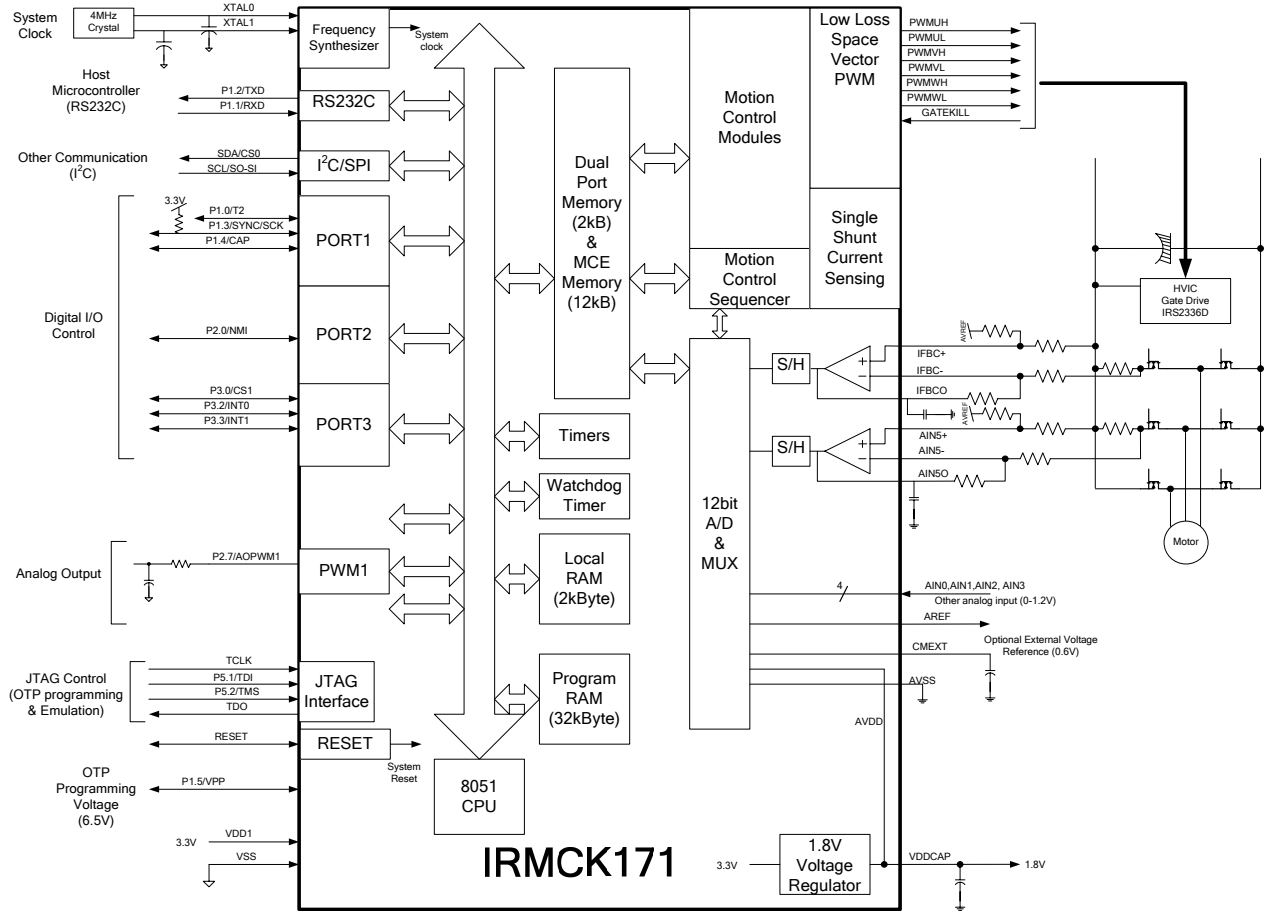 System
Clock
4MHz
Crystal
XTAL0
XTAL1
Frequency
Synthesizer
System
clock
Host
Microcontroller
(RS232C)
P1.2/TXD
P1.1/RXD
RS232C
Other Communication
(I2C)
SDA/CS0
SCL/SO-SI
I2C/SPI
3.3V
P1.0/T2
P1.3/SYNC/SCK
P1.4/CAP
PORT1
Digital I/O
Control
P2.0/NMI
PORT2
P3.0/CS1
P3.2/INT0
P3.3/INT1
PORT3
Analog Output
P2.7/AOPWM1
PWM1
JTAG Control
(OTP programming
& Emulation)
TCLK
P5.1/TDI
P5.2/TMS
TDO
JTAG
Interface
RESET
RESET
System
Reset
OTP
Programming
Voltage
(6.5V)
P1.5/VPP
3.3V
VDD1
VSS
8051
CPU
Dual
Port
Memory
(2kB)
&
MCE
Memory
(12kB)
Timers
Watchdog
Timer
Local
RAM
(2kByte)
Program
RAM
(32kByte)
Motion
Control
Modules
Motion
Control
Sequencer
Low Loss
Space
Vector
PWM
Single
Shunt
Current
Sensing
12bit
A/D
&
MUX
S/H
+
-
S/H
+
-
PWMUH
PWMUL
PWMVH
PWMVL
PWMWH
PWMWL
GATEKILL
HVIC
Gate Drive
IRS2336D
AVREF
IFBC+
IFBC-
IFBCO
AVREF
AIN5+
AIN5-
AIN5O
Motor
4
AIN0,AIN1,AIN2, AIN3
Other analog input (0-1.2V)
AREF
Optional External Voltage
Reference (0.6V)
CMEXT
AVSS
AVDD
IRMCK171
3.3V
1.8V
Voltage
Regulator
VDDCAP
1.8V